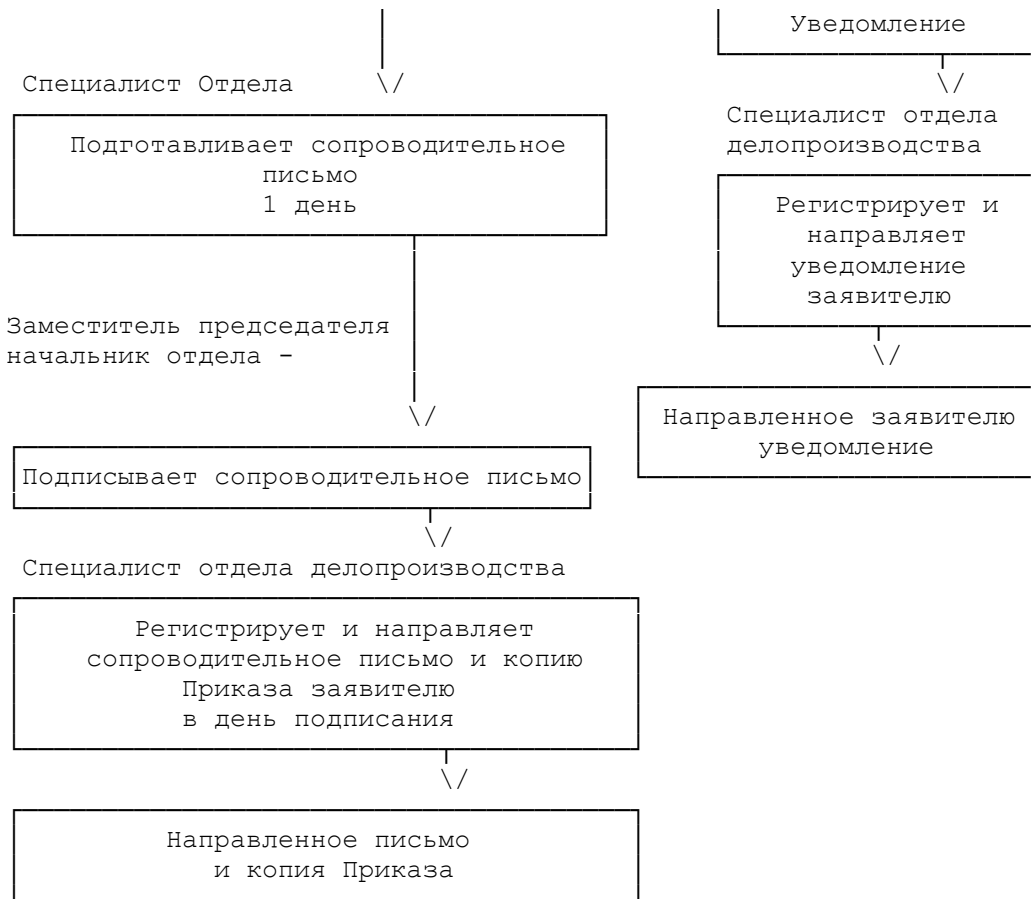 Уведомление
Специалист Отдела
Специалист отдела
делопроизводства
Подготавливает сопроводительное
письмо
1 день
Регистрирует и
направляет
уведомление
заявителю
Заместитель председателя
начальник отдела -
Направленное заявителю
уведомление
Подписывает сопроводительное письмо
Специалист отдела делопроизводства
Регистрирует и направляет
сопроводительное письмо и копию
Приказа заявителю
в день подписания
Направленное письмо
и копия Приказа